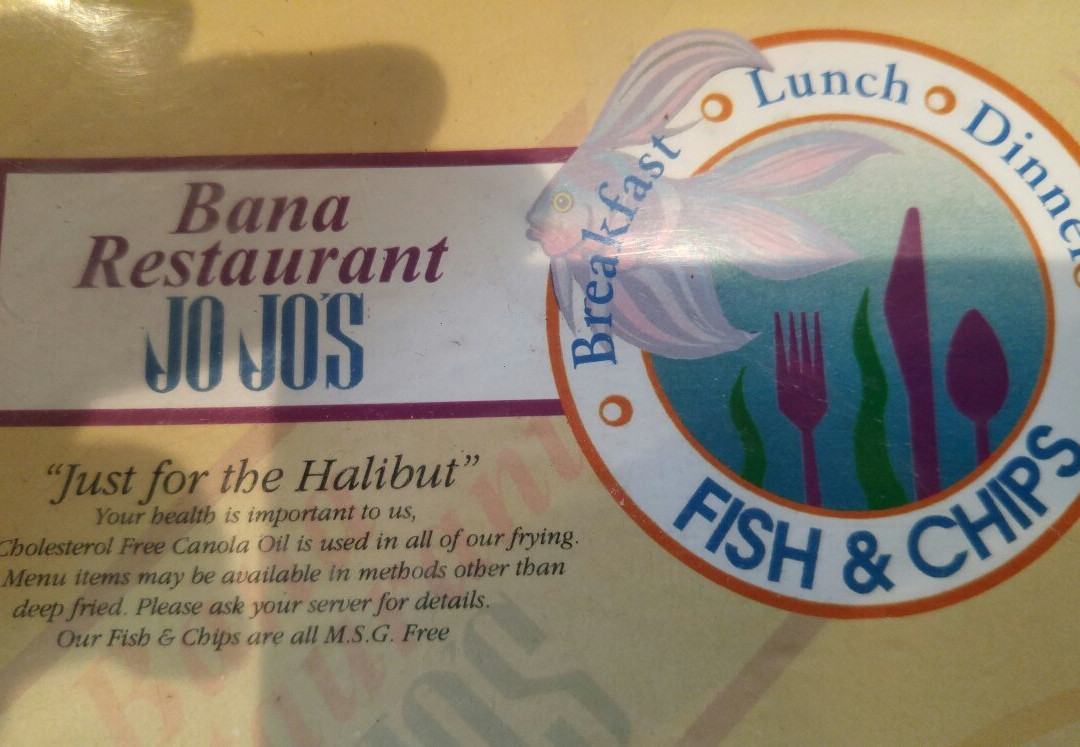 Bana
Restaurant
JO JO'S
Breakfast
Lunch
Dinner
FISH & CHIPS
"Just for the Halibut"
Your health is important to us,
Cholesterol Free Canola Oil is used in all of our frying.
Menu items may be available in methods other than
deep fried. Please ask your server for details.
Our Fish & Chips are all M.S.G. Free